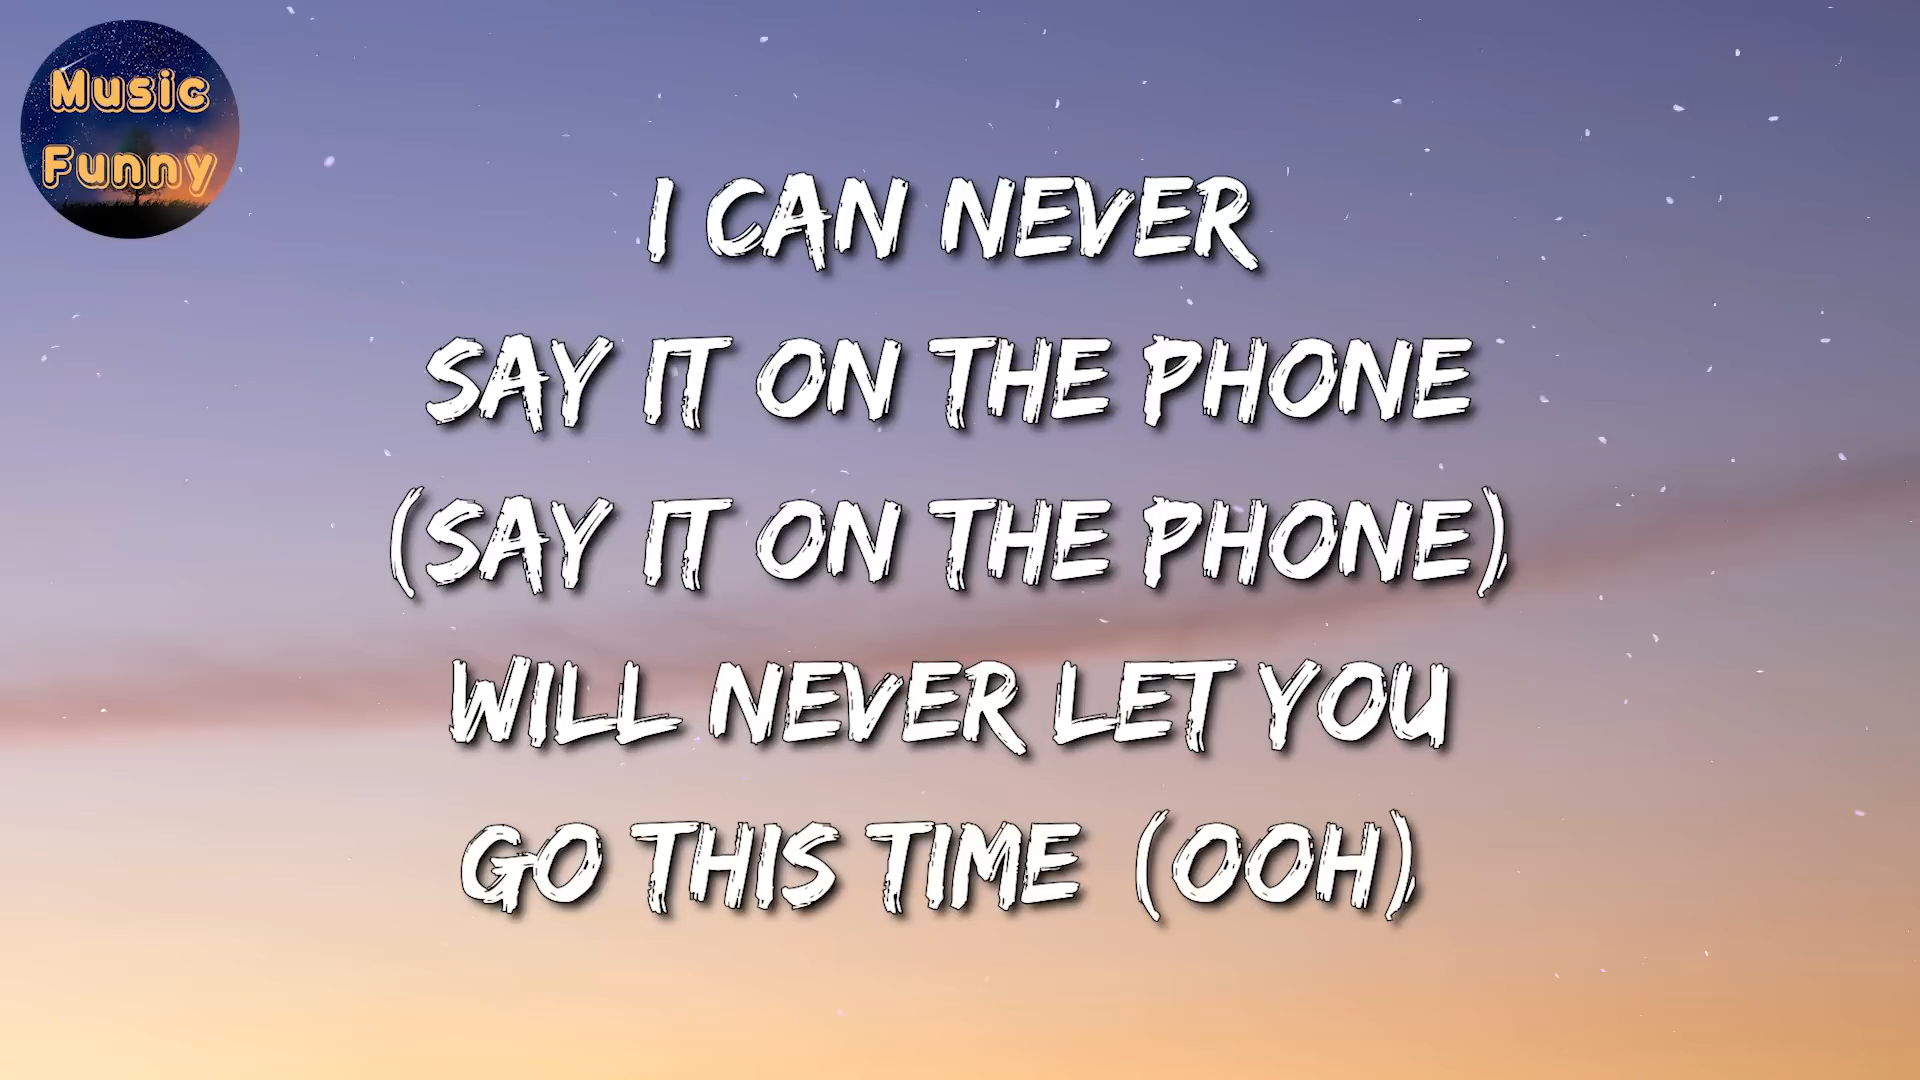 Music
Funny
I CAN NEVER
SAY IT ON THE PHONE
(SAY IT ON THE PHONE)
WILL NEVER LET YOU
GO THIS TIME (OOH)